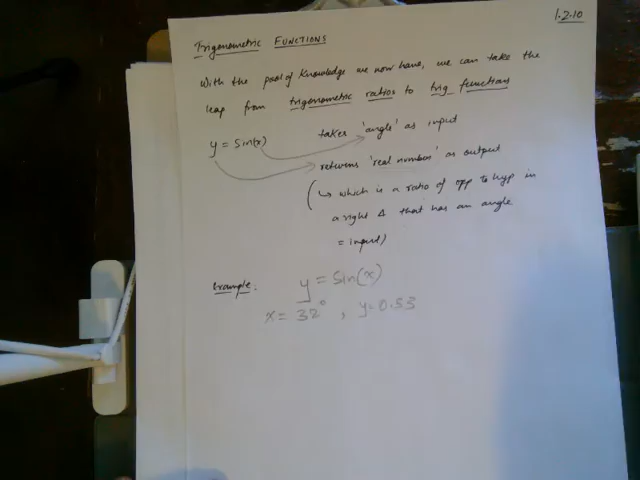 1.2.10
Trigonometric Functions
With the pool of knowledge we now have, we can take the
leap from trigonometric ratios to trig functions
y = sin(x) takes 'angle' as input
returns 'real number' as output
(↳ which is a ratio of opp to hyp in
a right Δ that has an angle
= input)
Example: y = sin(x)
x = 32°, y = 0.53